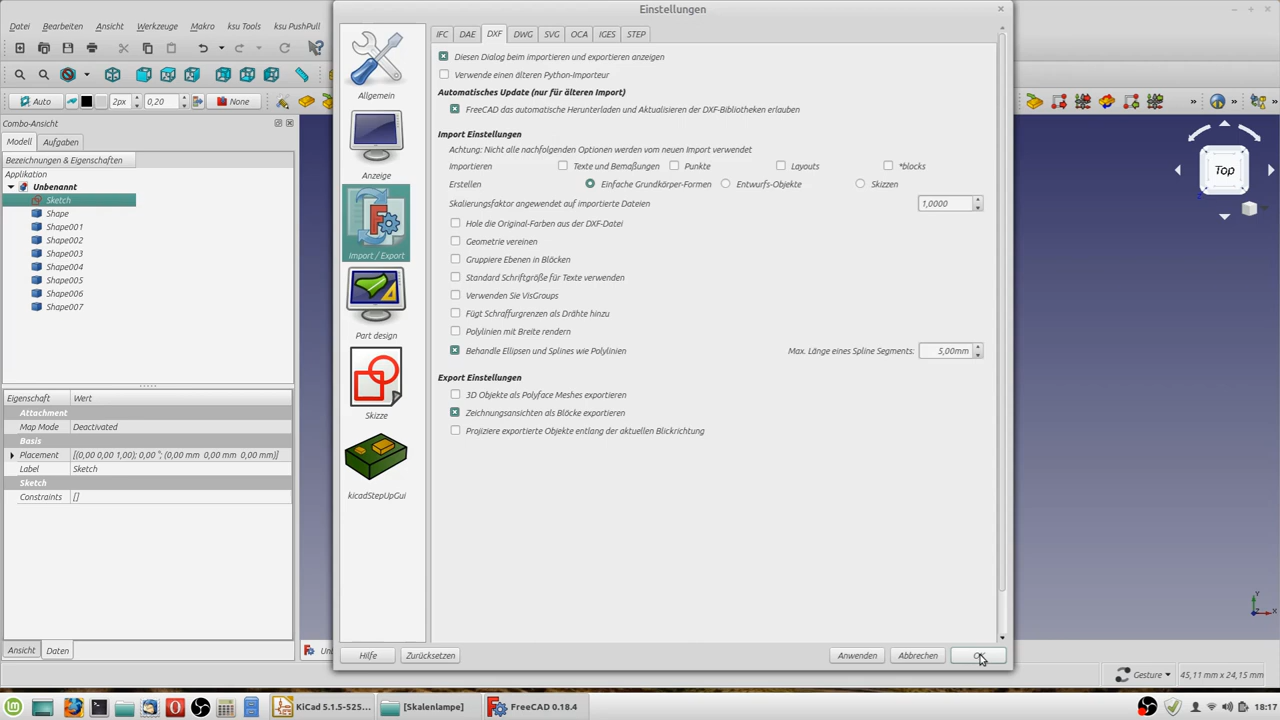 Einstellungen
Datei Bearbeiten Ansicht Werkzeuge Makro ksu Tools ksu PushPull
IFC DAE DXF DWG SVG OCA IGES STEP
Diesen Dialog beim importieren und exportieren anzeigen
Verwende einen älteren Python-Importeur
Allgemein
Automatisches Update (nur für älteren Import)
Auto 2px 0,20 None
FreeCAD das automatische Herunterladen und Aktualisieren der DXF-Bibliotheken erlauben
» »
Combo-Ansicht
Modell Aufgaben
Import Einstellungen
Achtung: Nicht alle nachfolgenden Optionen werden vom neuen Import verwendet
Bezeichnungen & Eigenschaften
Importieren Texte und Bemaßungen Punkte Layouts *blocks
Top
Applikation
Anzeige
Unbenannt
Erstellen Einfache Grundkörper-Formen Entwurfs-Objekte Skizzen
Sketch
Skalierungsfaktor angewendet auf importierte Dateien 1,0000
Shape
Hole die Original-Farben aus der DXF-Datei
Shape001
Shape002
Geometrie vereinen
Shape003
Import / Export
Gruppiere Ebenen in Blöcken
Shape004
Standard Schriftgröße für Texte verwenden
Shape005
Shape006
Verwenden Sie VisGroups
Shape007
Fügt Schraffurgrenzen als Drähte hinzu
Part design
Polylinien mit Breite rendern
Behandle Ellipsen und Splines wie Polylinien Max. Länge eines Spline Segments: 5,00mm
Export Einstellungen
Eigenschaft Wert
3D Objekte als Polyface Meshes exportieren
Attachment
Skizze
Zeichnungsansichten als Blöcke exportieren
Map Mode Deactivated
Projiziere exportierte Objekte entlang der aktuellen Blickrichtung
Basis
Placement [(0,00 0,00 1,00); 0,00 °; (0,00 mm 0,00 mm 0,00 mm)]
Label Sketch
Sketch
Constraints []
kicadStepUpGui
Y
X
Ansicht Daten
Hilfe Zurücksetzen Anwenden Abbrechen OK
Gesture 45,11 mm x 24,15 mm
KiCad 5.1.5-525... [Skalenlampe] FreeCAD 0.18.4 18:17